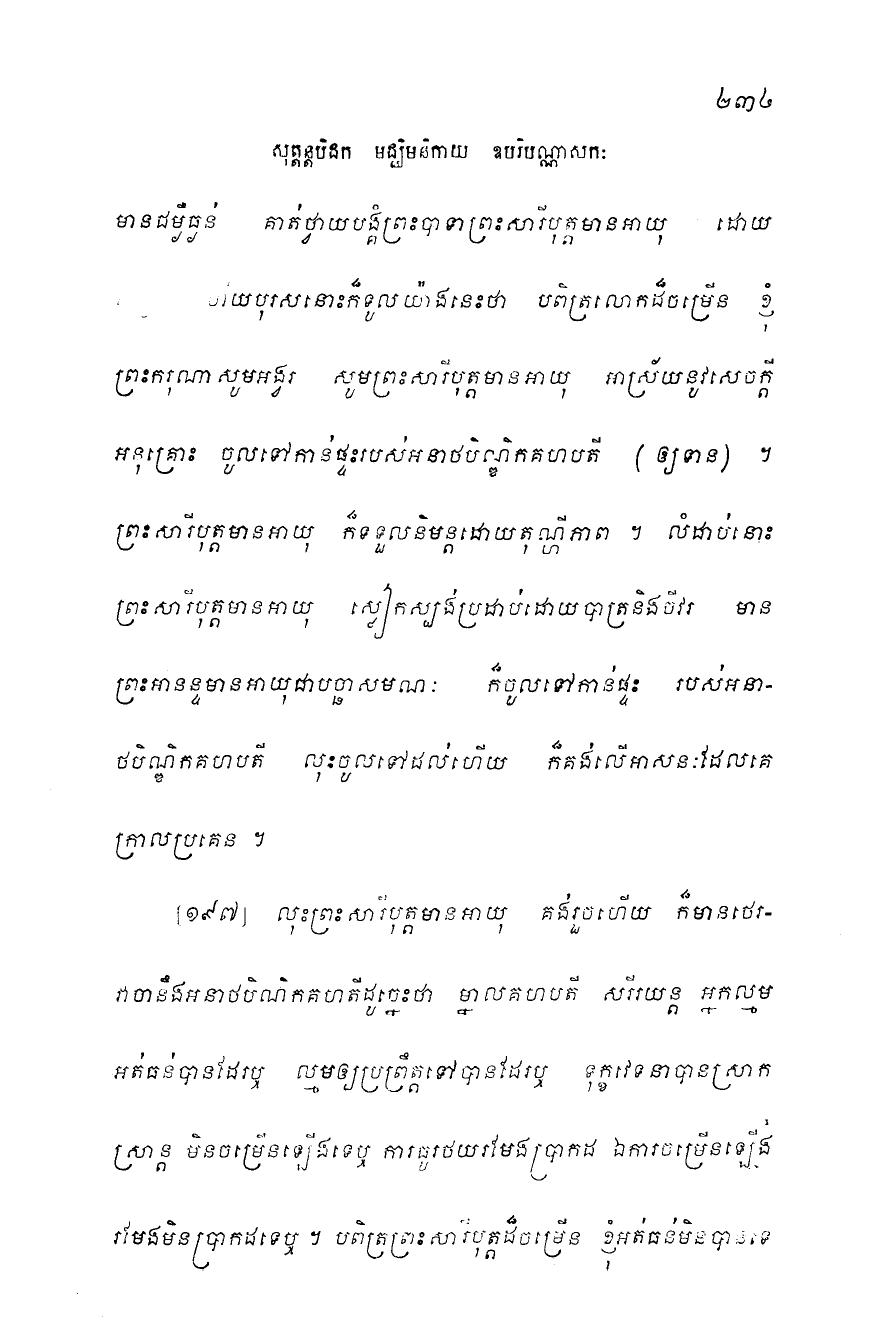 ២៣៤
សុត្តន្តបិដក មជ្ឈិមនិកាយ ឧបរិបណ្ណាសកៈ
មានជម្ងឺធ្ងន់ គាត់ថ្វាយបង្គំព្រះបាទាព្រះសារីបុត្តមានអាយុ ដោយ
បុរសនោះក៏ទូលយ៉ាងនេះថា បពិត្រលោកដ៏ចម្រើន ខ្ញុំ
ព្រះករុណាសូមអង្វរ សូមព្រះសារីបុត្តមានអាយុ អាស្រ័យនូវសេចក្តី
អនុគ្រោះ ចូលទៅកាន់ផ្ទះរបស់អនាថបិណ្ឌិកគហបតី (ឲ្យទាន) ។
ព្រះសារីបុត្តមានអាយុ ក៏ទទួលនិមន្តដោយតុណ្ហីភាព ។ លំដាប់នោះ
ព្រះសារីបុត្តមានអាយុ ស្លៀកស្បង់ប្រដាប់ដោយបាត្រនិងចីវរ មាន
ព្រះអានន្ទមានអាយុជាបច្ឆាសមណៈ ក៏ចូលទៅកាន់ផ្ទះ របស់អនា-
ថបិណ្ឌិកគហបតី លុះចូលទៅដល់ហើយ ក៏គង់លើអាសនៈដែលគេ
ក្រាលប្រគេន ។
[១៩៧] លុះព្រះសារីបុត្តមានអាយុ គង់រួចហើយ ក៏មានថេរ-
វាចានឹងអនាថបិណិកគហតីដូច្នេះថា ម្នាលគហបតី សរីរយន្ត អ្នកល្មម
អត់ធន់បានដែរឬ ល្មមឲ្យប្រព្រឹត្តទៅបានដែរឬ ទុក្ខវេទនាបានស្រាក
ស្រាន្ត មិនចម្រើនឡើងទេឬ ការធូរថយរមែងប្រាកដ ឯការចម្រើនឡើង
រមែងមិនប្រាកដទេឬ ។ បពិត្រព្រះសារីបុត្តដ៏ចម្រើន ខ្ញុំអត់ធន់មិនបានទេ